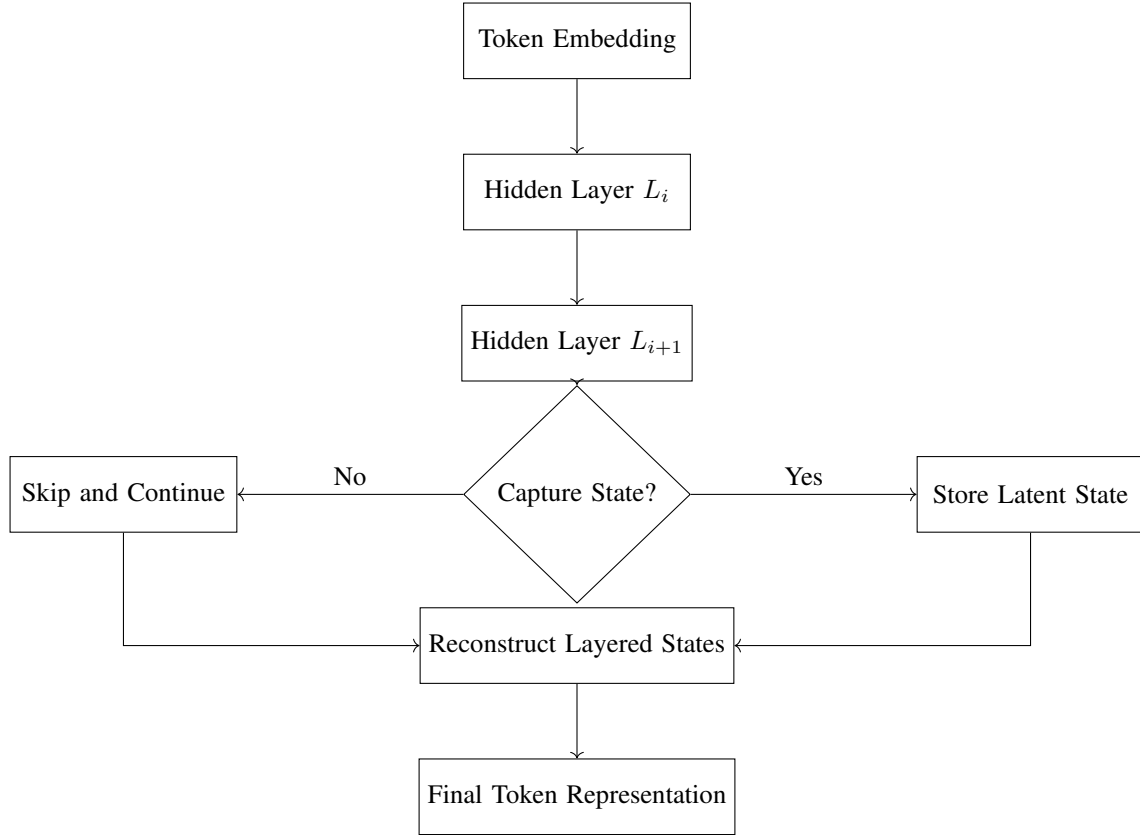 Token Embedding
Hidden Layer L_i
Hidden Layer L_{i+1}
No
Yes
Skip and Continue
Capture State?
Store Latent State
Reconstruct Layered States
Final Token Representation